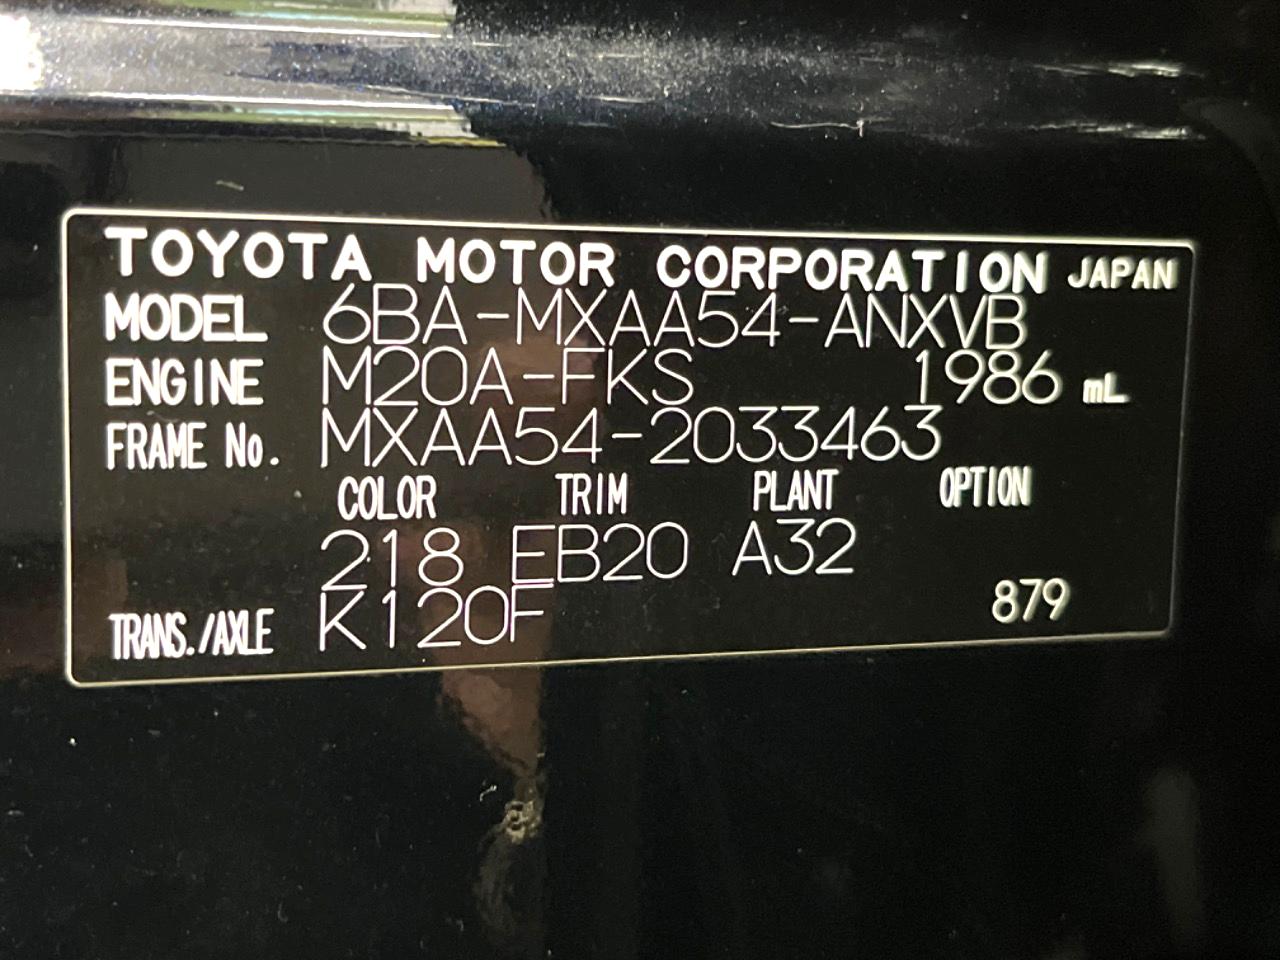 TOYOTA MOTOR CORPORATION JAPAN
MODEL 6BA-MXAA54-ANXVB
ENGINE M20A-FKS 1986 mL
FRAME No. MXAA54-2033463
COLOR TRIM PLANT OPTION
218 EB20 A32
TRANS./AXLE K120F 879